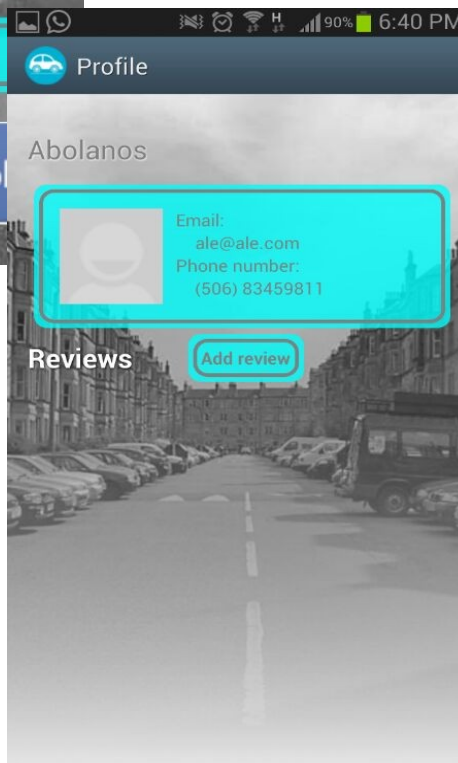 H 90% 6:40 PM
Profile
Abolanos
Email:
ale@ale.com
Phone number:
(506) 83459811
Reviews Add review